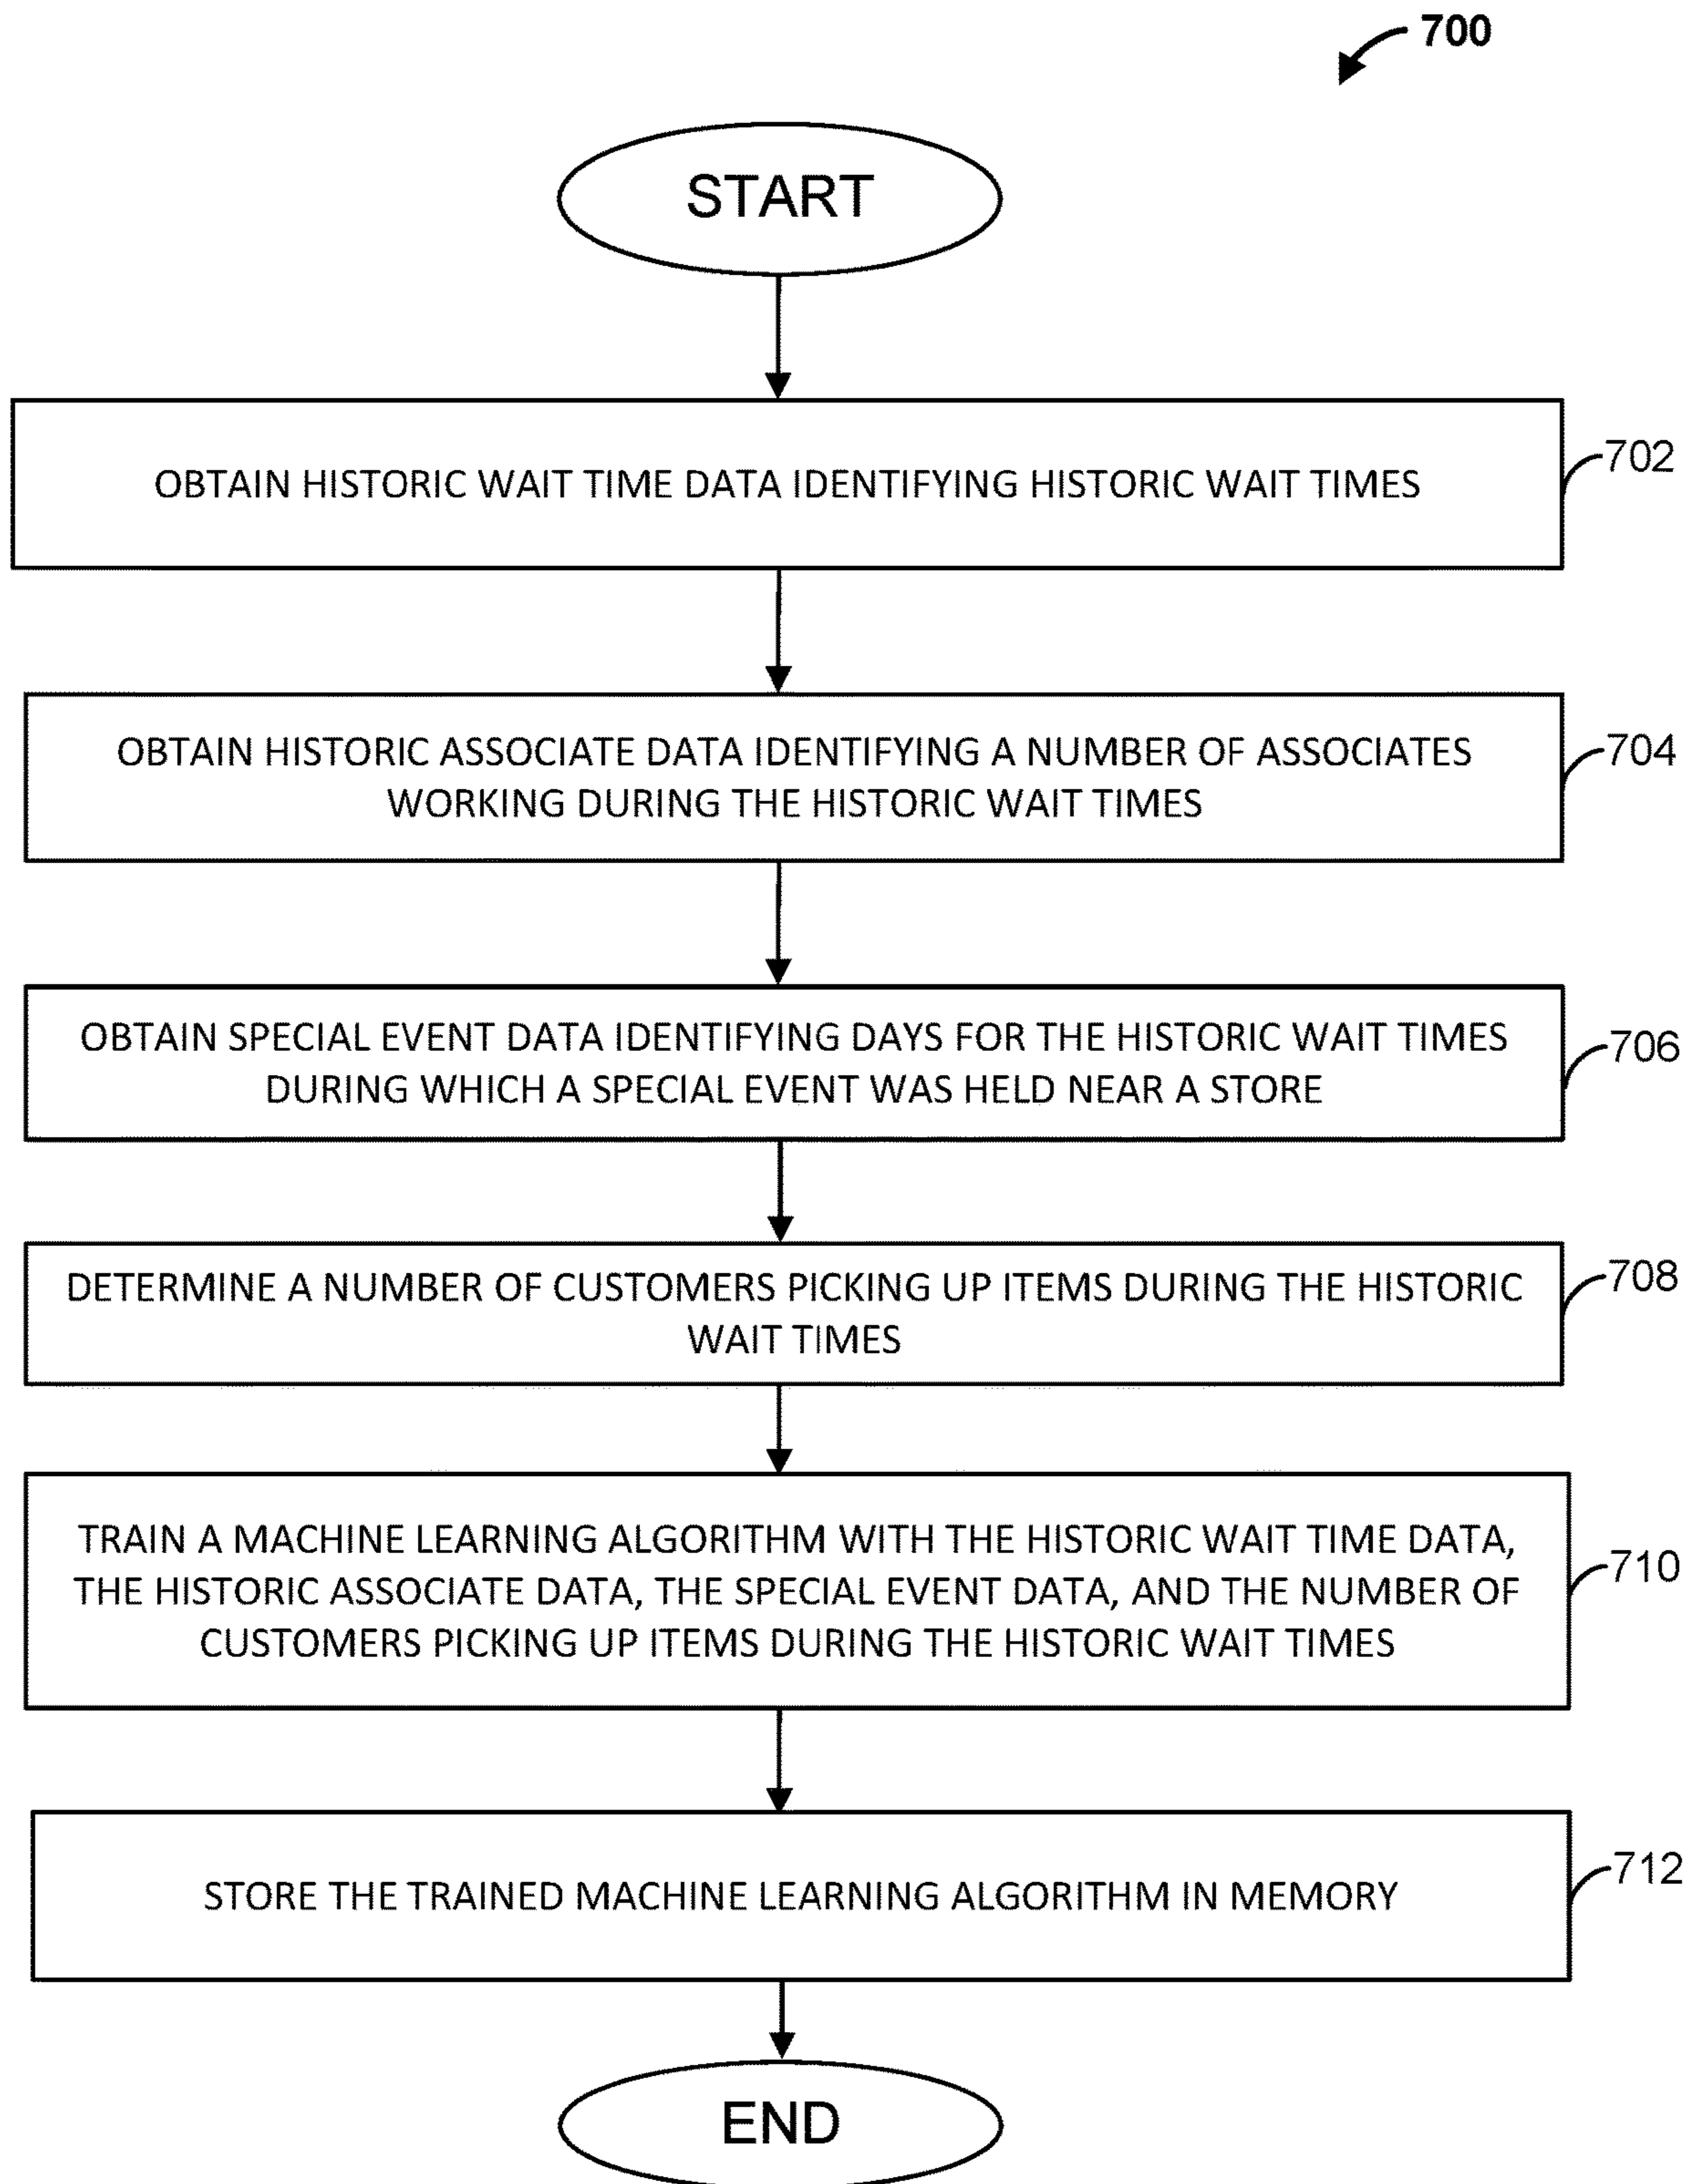 700
START
OBTAIN HISTORIC WAIT TIME DATA IDENTIFYING HISTORIC WAIT TIMES
702
OBTAIN HISTORIC ASSOCIATE DATA IDENTIFYING A NUMBER OF ASSOCIATES
WORKING DURING THE HISTORIC WAIT TIMES
704
OBTAIN SPECIAL EVENT DATA IDENTIFYING DAYS FOR THE HISTORIC WAIT TIMES
DURING WHICH A SPECIAL EVENT WAS HELD NEAR A STORE
706
DETERMINE A NUMBER OF CUSTOMERS PICKING UP ITEMS DURING THE HISTORIC
WAIT TIMES
708
TRAIN A MACHINE LEARNING ALGORITHM WITH THE HISTORIC WAIT TIME DATA,
THE HISTORIC ASSOCIATE DATA, THE SPECIAL EVENT DATA, AND THE NUMBER OF
CUSTOMERS PICKING UP ITEMS DURING THE HISTORIC WAIT TIMES
710
STORE THE TRAINED MACHINE LEARNING ALGORITHM IN MEMORY
712
END